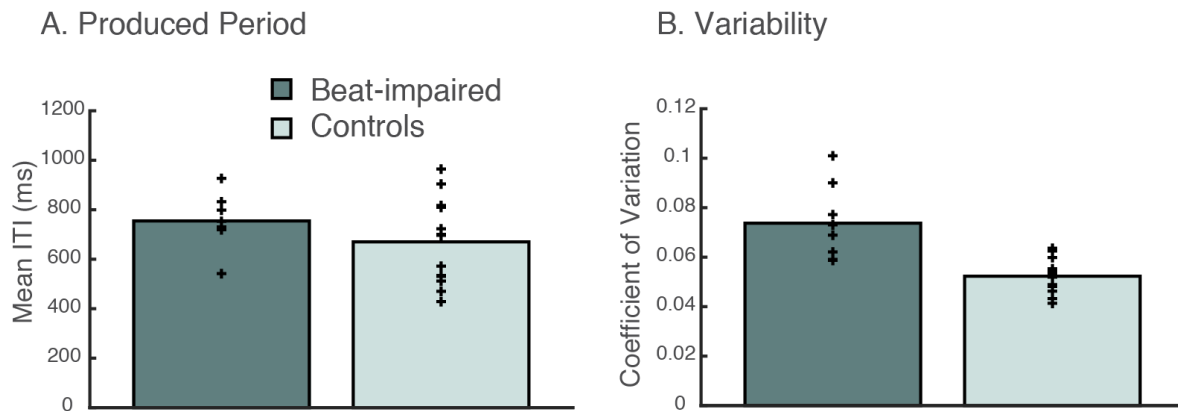 A. Produced Period
Beat-impaired
Controls
Mean ITI (ms)
1200
1000
800
600
400
200
0
B. Variability
Coefficient of Variation
0.12
0.1
0.08
0.06
0.04
0.02
0